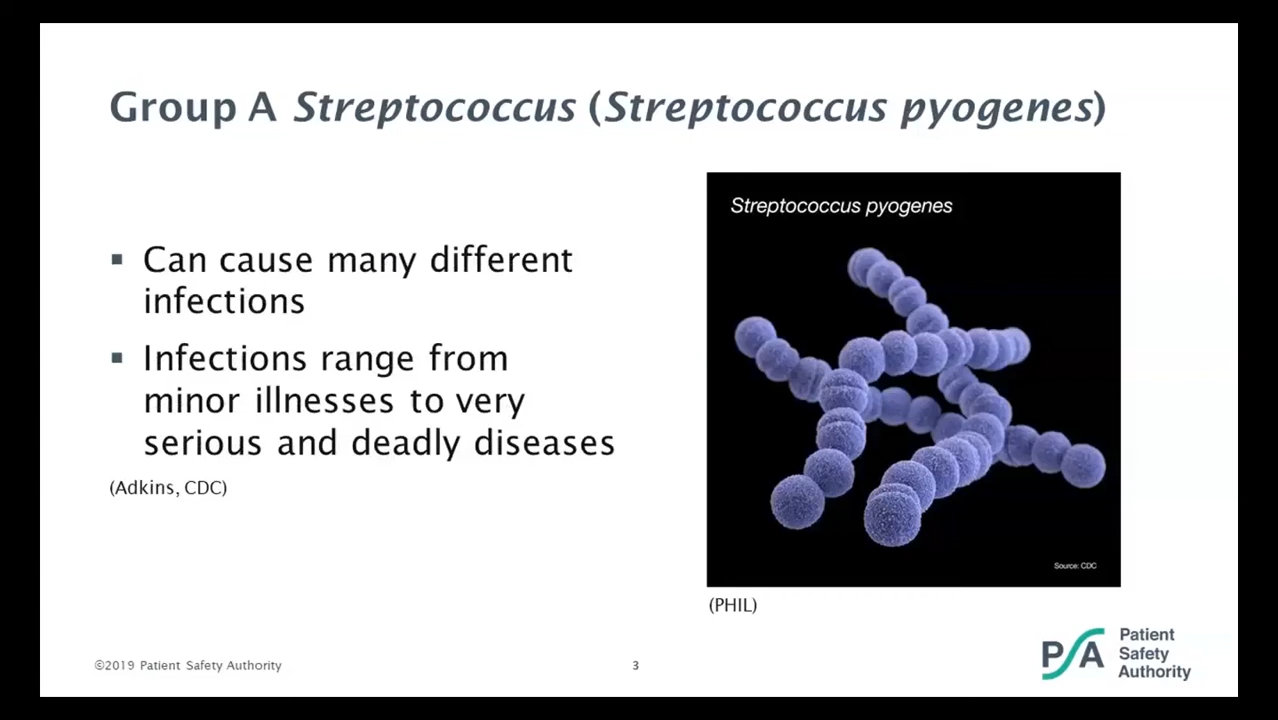 Group A Streptococcus (Streptococcus pyogenes)
▪ Can cause many different
infections
▪ Infections range from
minor illnesses to very
serious and deadly diseases
(Adkins, CDC)
Streptococcus pyogenes
Source: CDC
(PHIL)
©2019 Patient Safety Authority
3
PSA
Patient
Safety
Authority